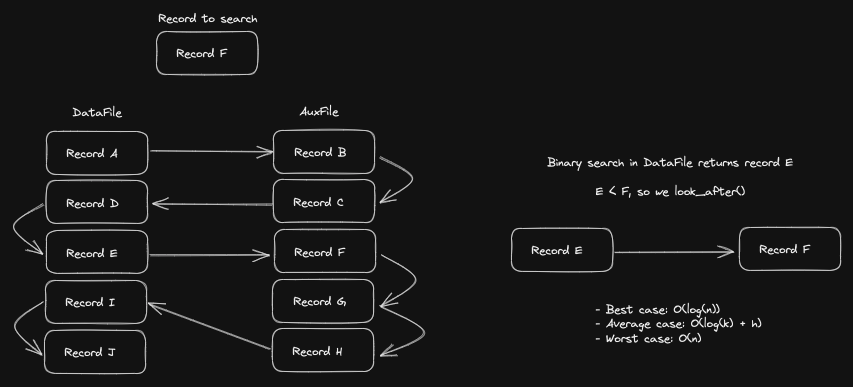 Record to search
Record F
DataFile
AuxFile
Record A
Record B
Record D
Record C
Record E
Record F
Record I
Record G
Record J
Record H
Binary search in DataFile returns record E
E < F, so we look_after()
Record E
Record F
- Best case: O(log(n))
- Average case: O(log(k) + h)
- Worst case: O(n)